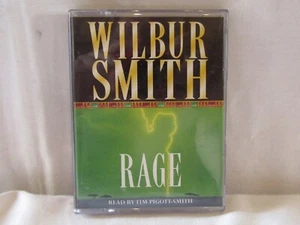 WILBUR
SMITH
RAGE
READ BY TIM PIGOTT-SMITH